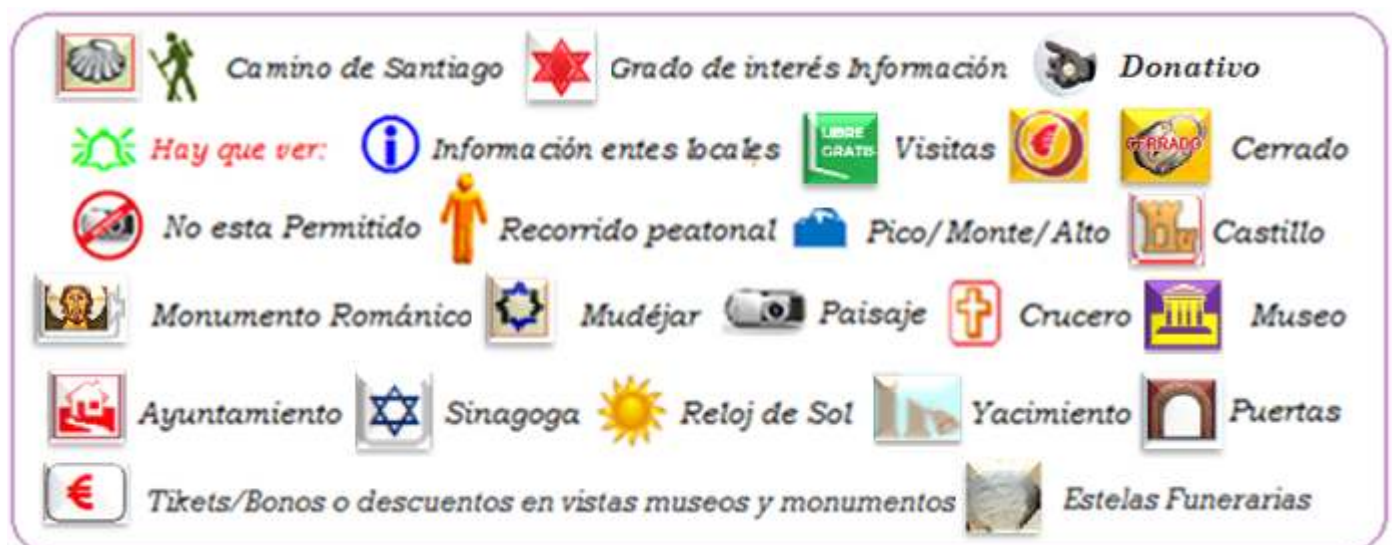 Camino de Santiago Grado de interés Información Donativo
Hay que ver: Información entes locales LIBRE GRATIS Visitas € CERRADO Cerrado
No esta Permitido Recorrido peatonal Pico/Monte/Alto Castillo
Monumento Románico Mudéjar Paisaje Crucero Museo
Ayuntamiento Sinagoga Reloj de Sol Yacimiento Puertas
€ Tikets/Bonos o descuentos en vistas museos y monumentos Estelas Funerarias